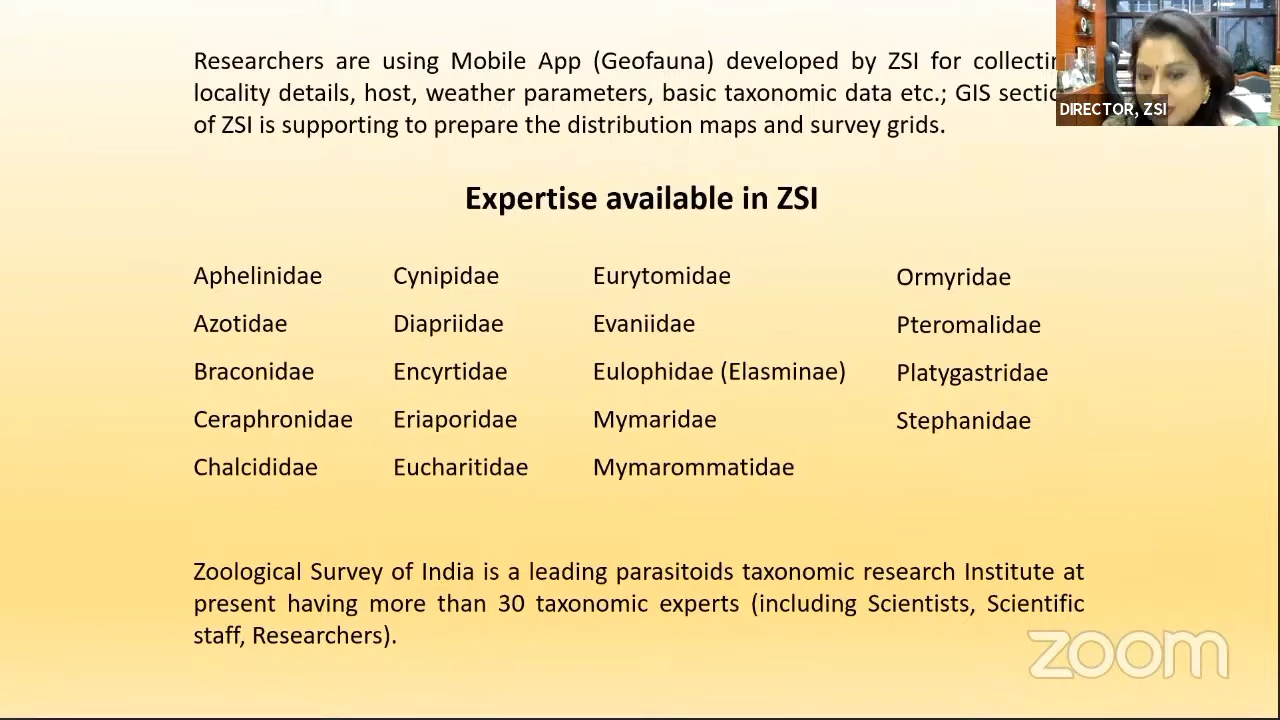 Researchers are using Mobile App (Geofauna) developed by ZSI for
locality details, host, weather parameters, basic taxonomic data etc.; GIS
of ZSI is supporting to prepare the distribution maps and survey grids.
DIRECTOR, ZSI
Expertise available in ZSI
Aphelinidae Cynipidae Eurytomidae Ormyridae
Azotidae Diapriidae Evaniidae Pteromalidae
Braconidae Encyrtidae Eulophidae (Elasminae) Platygastridae
Ceraphronidae Eriaporidae Mymaridae Stephanidae
Chalcididae Eucharitidae Mymarommatidae
Zoological Survey of India is a leading parasitoids taxonomic research Institute at
present having more than 30 taxonomic experts (including Scientists, Scientific
staff, Researchers).
zoom